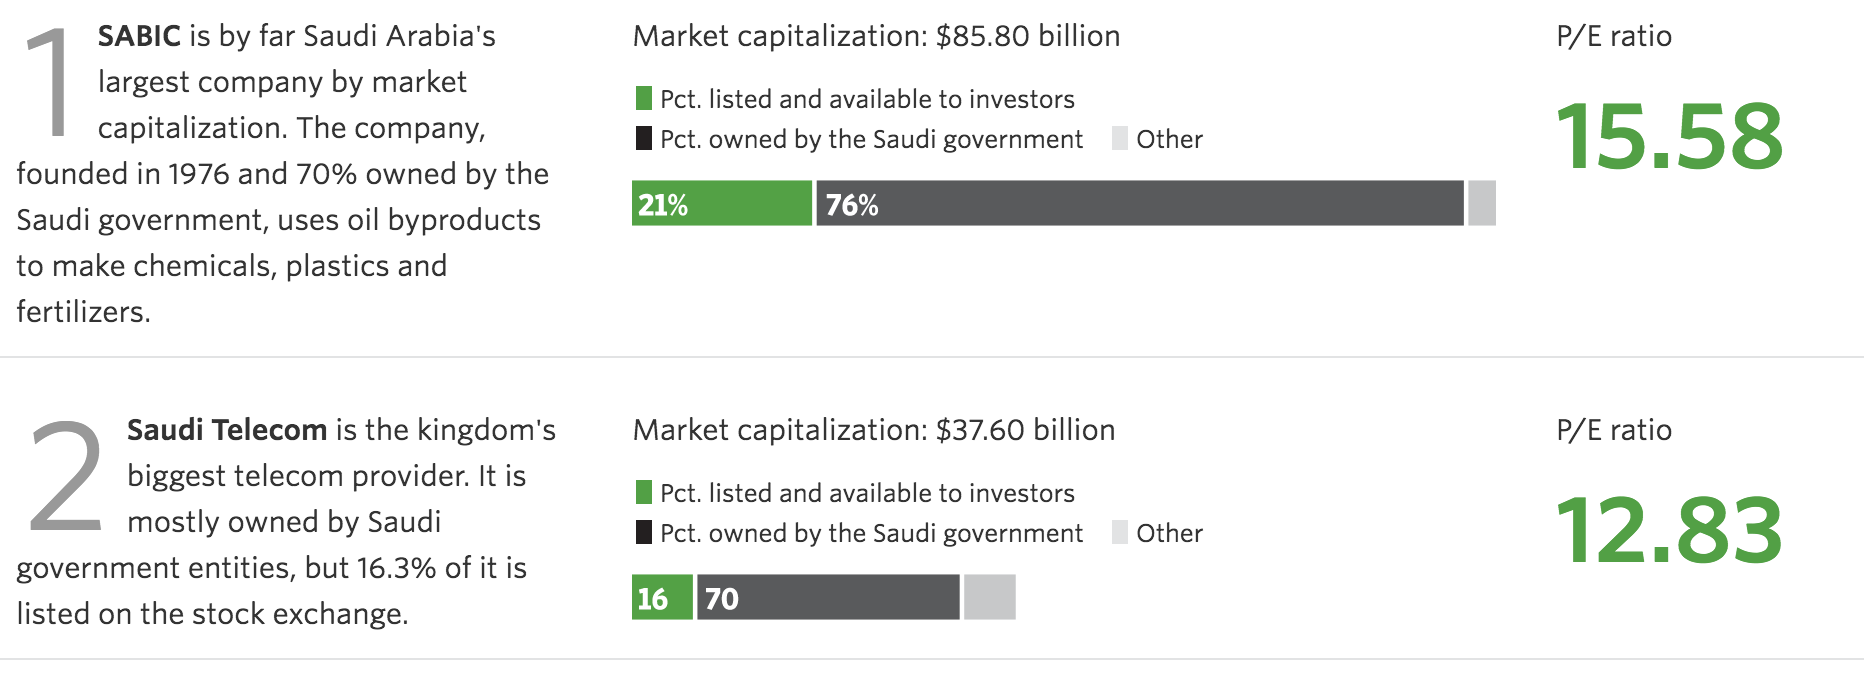 1
SABIC is by far Saudi Arabia's
largest company by market
capitalization. The company,
founded in 1976 and 70% owned by the
Saudi government, uses oil byproducts
to make chemicals, plastics and
fertilizers.
Market capitalization: $85.80 billion
Pct. listed and available to investors
Pct. owned by the Saudi government Other
21% 76%
P/E ratio
15.58
2
Saudi Telecom is the kingdom's
biggest telecom provider. It is
mostly owned by Saudi
government entities, but 16.3% of it is
listed on the stock exchange.
Market capitalization: $37.60 billion
Pct. listed and available to investors
Pct. owned by the Saudi government Other
16 70
P/E ratio
12.83